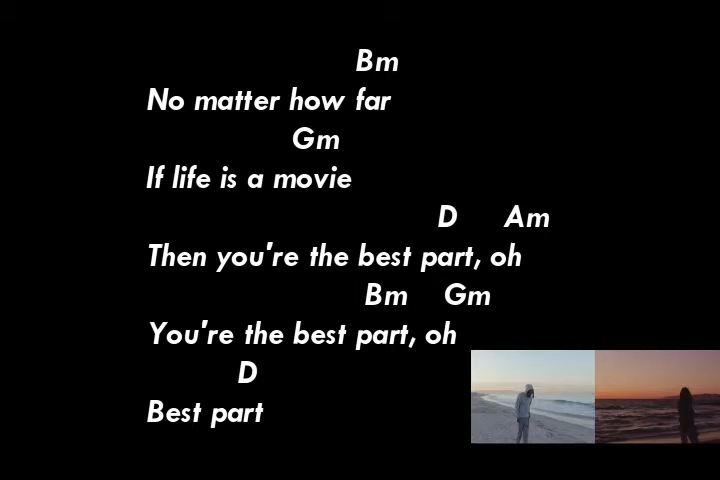 Bm
No matter how far
Gm
If life is a movie
D Am
Then you're the best part, oh
Bm Gm
You're the best part, oh
D
Best part